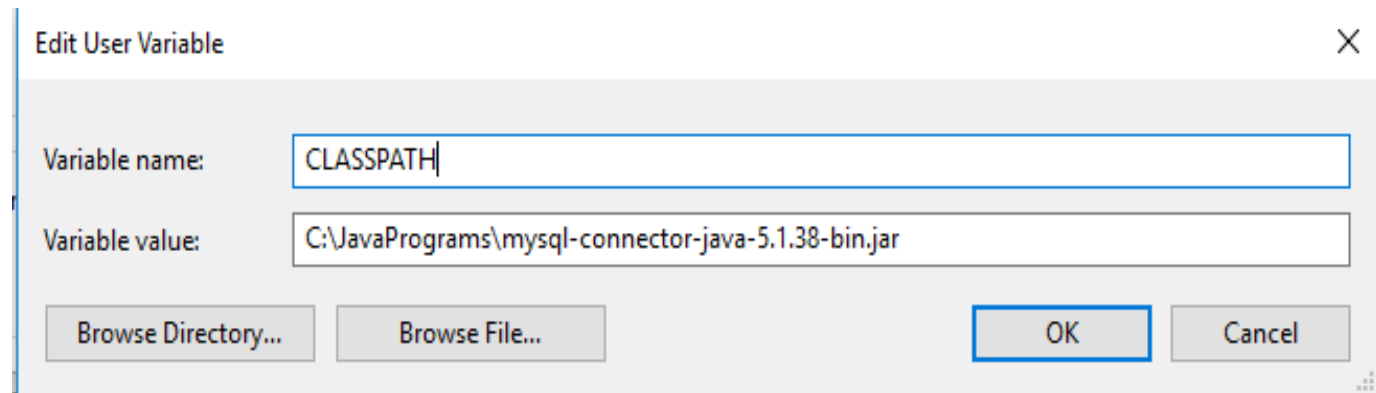 Edit User Variable
Variable name: CLASSPATH
Variable value: C:\JavaPrograms\mysql-connector-java-5.1.38-bin.jar
Browse Directory... Browse File... OK Cancel